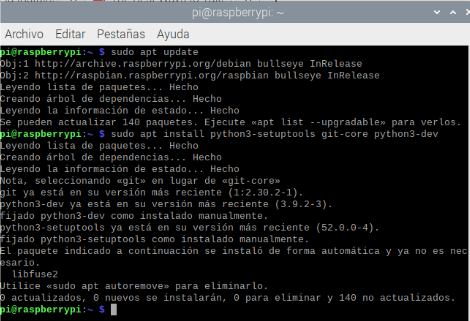 pi@raspberrypi: ~
Archivo Editar Pestañas Ayuda
pi@raspberrypi:~ $ sudo apt update
Obj:1 http://archive.raspberrypi.org/debian bullseye InRelease
Obj:2 http://raspbian.raspberrypi.org/raspbian bullseye InRelease
Leyendo lista de paquetes... Hecho
Creando árbol de dependencias... Hecho
Leyendo la información de estado... Hecho
Se pueden actualizar 140 paquetes. Ejecute «apt list --upgradable» para verlos.
pi@raspberrypi:~ $ sudo apt install python3-setuptools git-core python3-dev
Leyendo lista de paquetes... Hecho
Creando árbol de dependencias... Hecho
Leyendo la información de estado... Hecho
Nota, seleccionando «git» en lugar de «git-core»
git ya está en su versión más reciente (1:2.30.2-1).
python3-dev ya está en su versión más reciente (3.9.2-3).
fijado python3-dev como instalado manualmente.
python3-setuptools ya está en su versión más reciente (52.0.0-4).
fijado python3-setuptools como instalado manualmente.
El paquete indicado a continuación se instaló de forma automática y ya no es nec
esario.
  libfuse2
Utilice «sudo apt autoremove» para eliminarlo.
0 actualizados, 0 nuevos se instalarán, 0 para eliminar y 140 no actualizados.
pi@raspberrypi:~ $